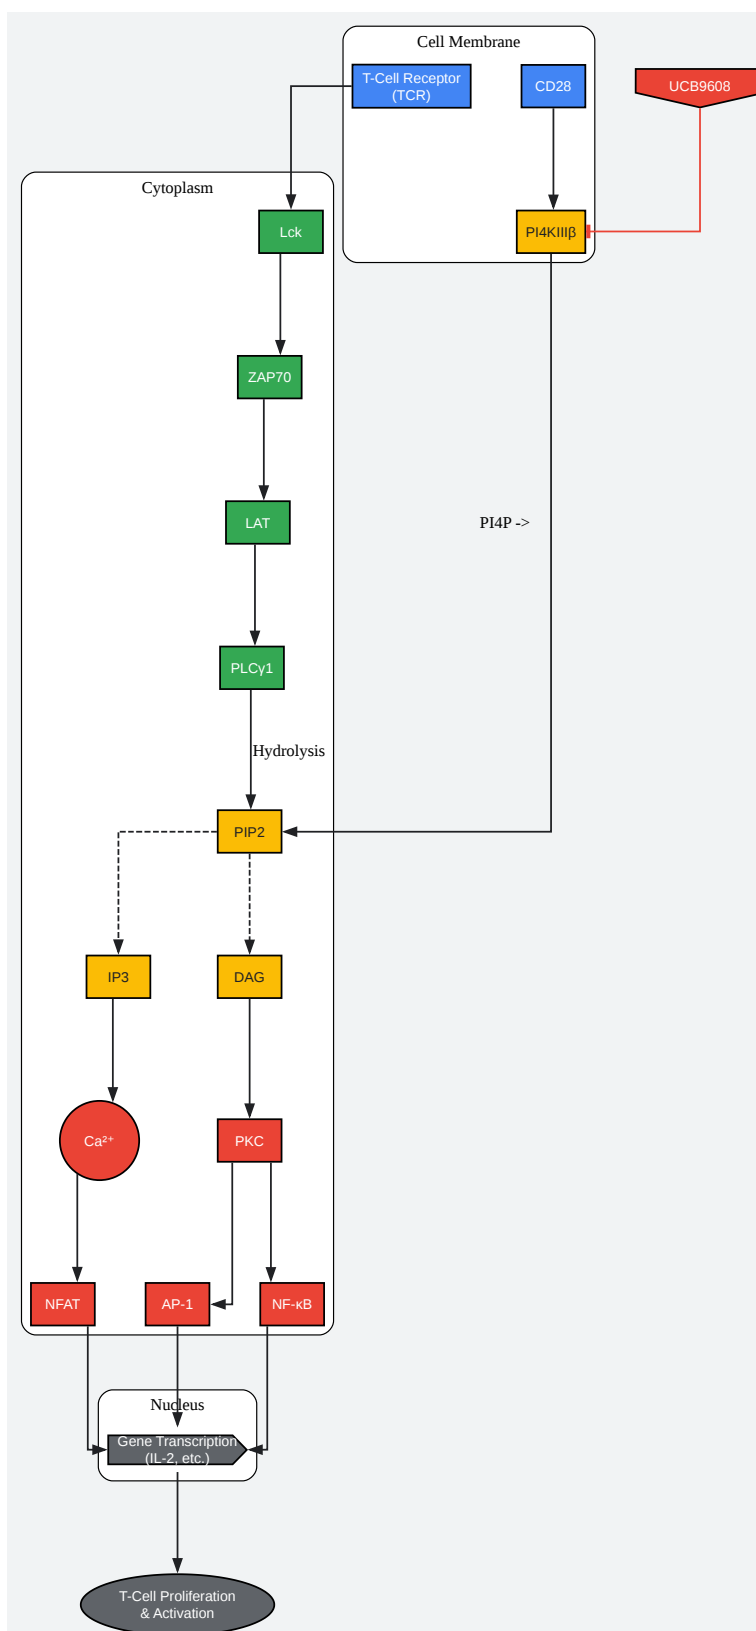 Cell Membrane
T-Cell Receptor
(TCR)
CD28
UCB9608
Cytoplasm
Lck
PI4KIIIβ
ZAP70
LAT
PI4P ->
PLCγ1
Hydrolysis
PIP2
IP3
DAG
Ca²⁺
PKC
NFAT
AP-1
NF-κB
Nucleus
Gene Transcription
(IL-2, etc.)
T-Cell Proliferation
& Activation